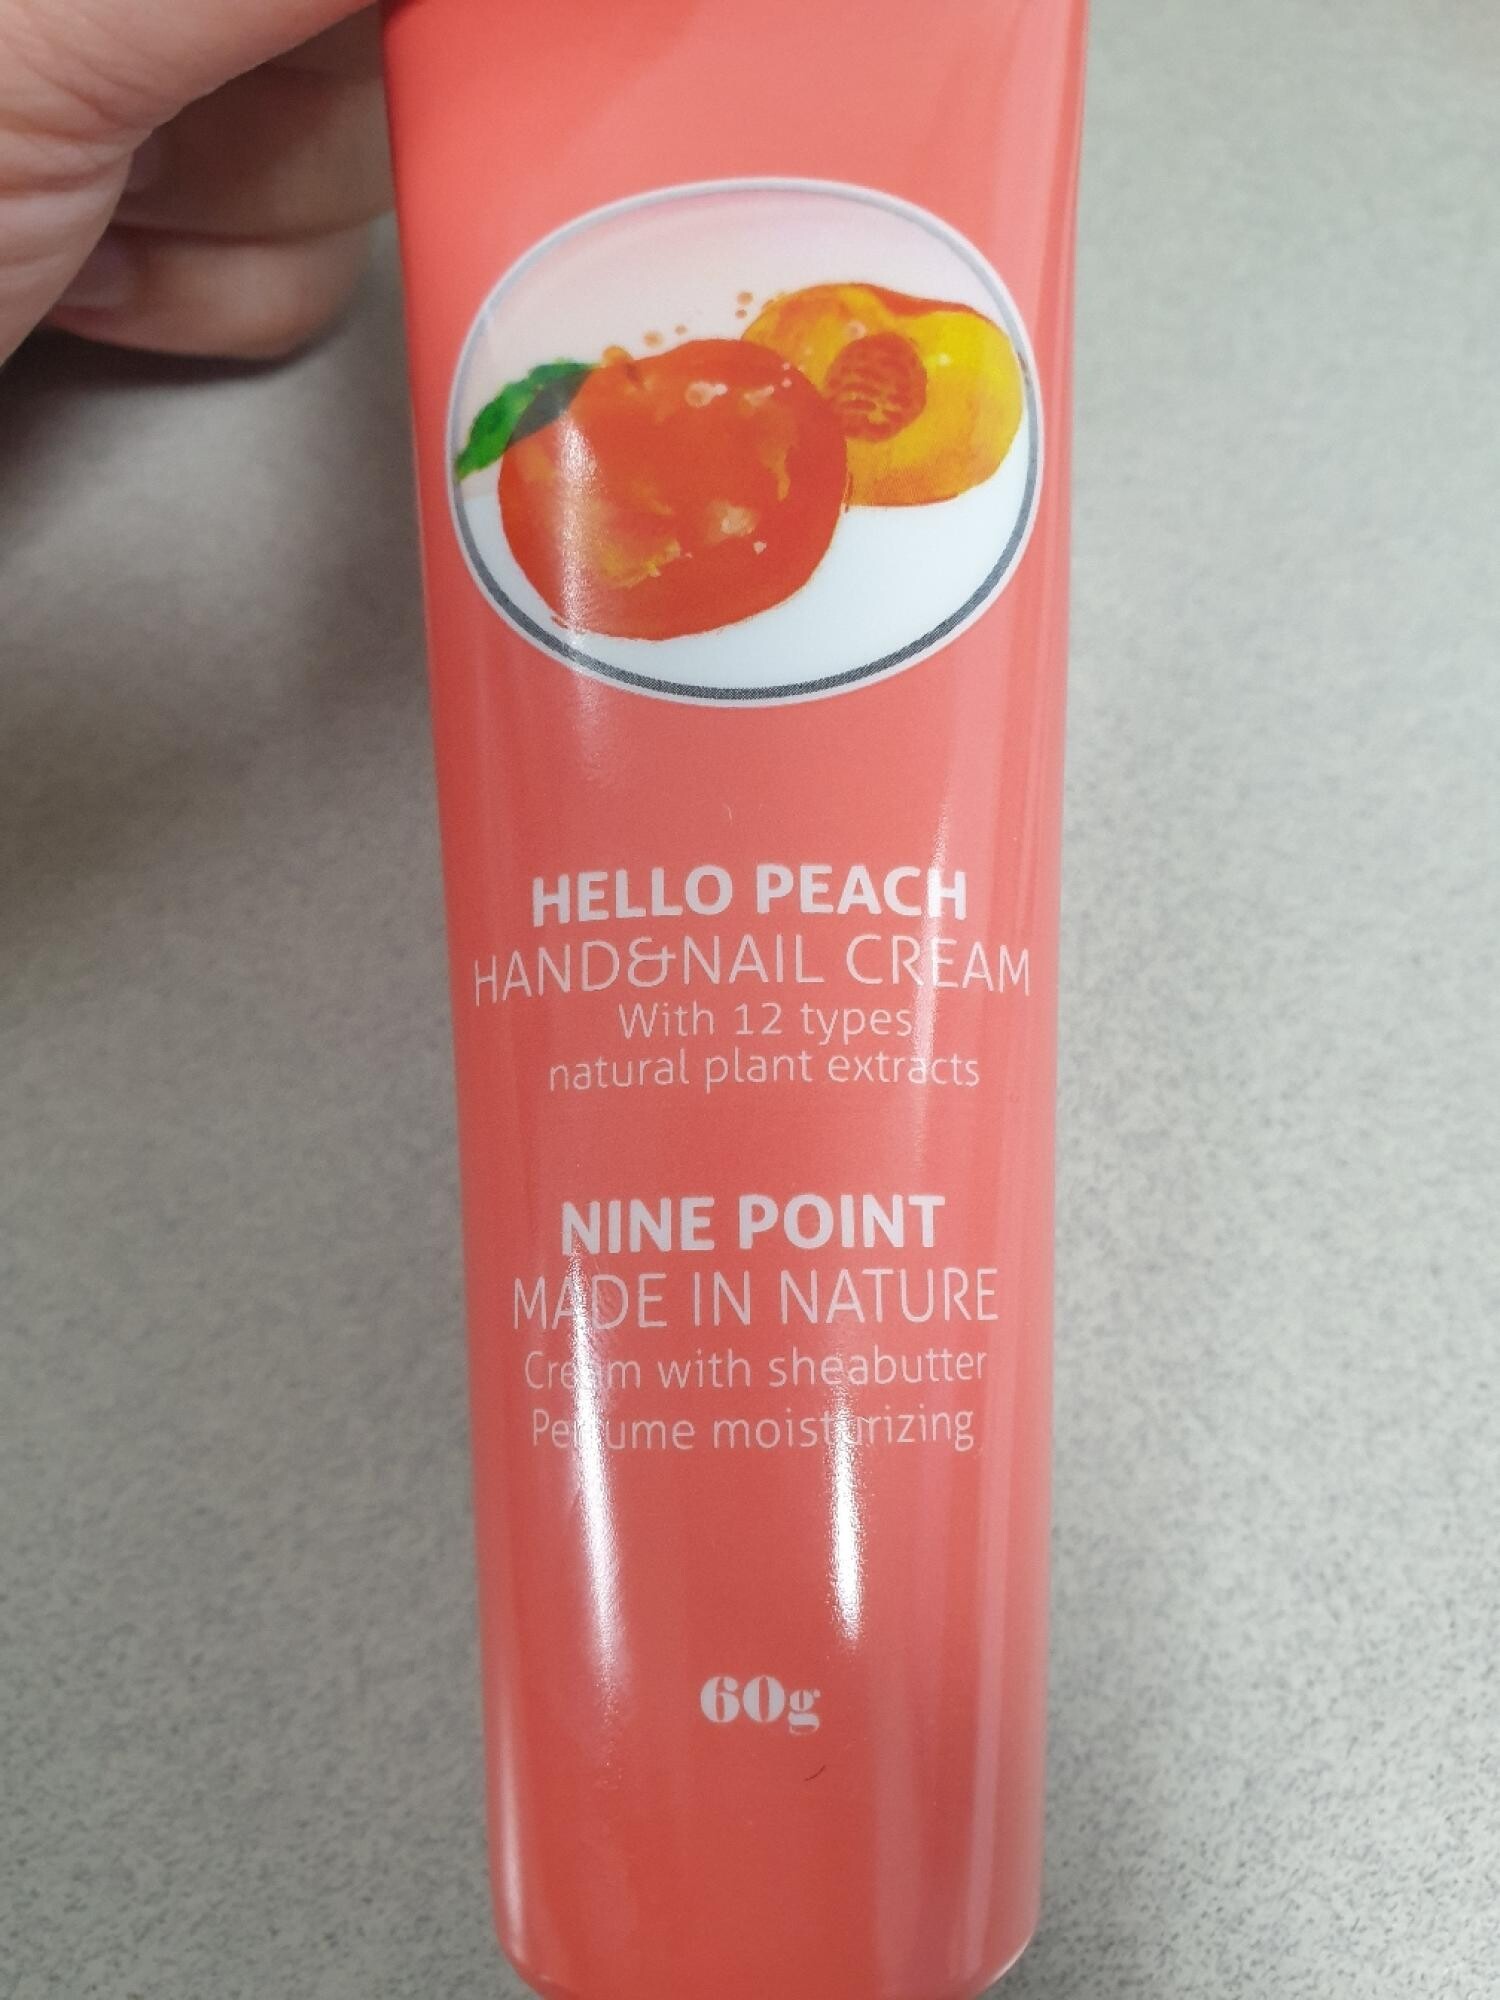 HELLO PEACH
HAND&NAIL CREAM
With 12 types
natural plant extracts
NINE POINT
MADE IN NATURE
Cream with sheabutter
Perfume moisturizing
60g